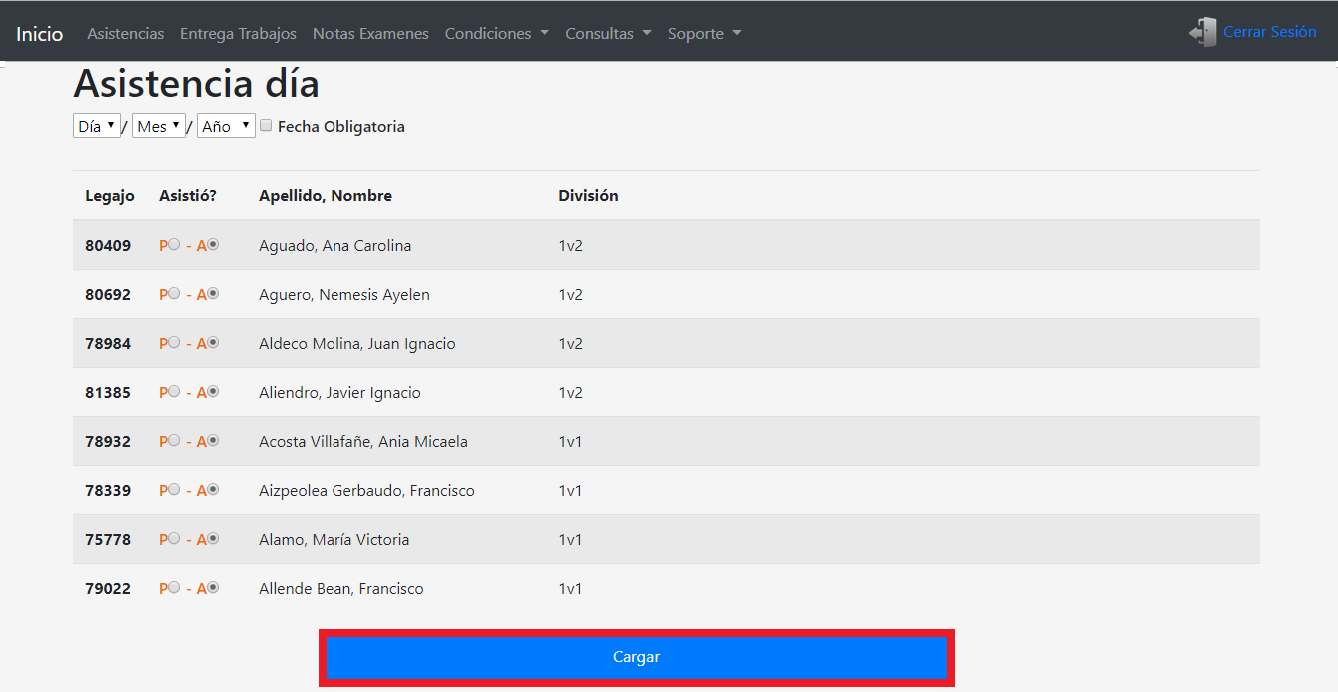 Inicio Asistencias Entrega Trabajos Notas Examenes Condiciones Consultas Soporte Cerrar Sesión
Asistencia día
Día / Mes / Año Fecha Obligatoria
Legajo Asistió? Apellido, Nombre División
80409 P - A Aguado, Ana Carolina 1v2
80692 P - A Aguero, Nemesis Ayelen 1v2
78984 P - A Aldeco Molina, Juan Ignacio 1v2
81385 P - A Aliendro, Javier Ignacio 1v2
78932 P - A Acosta Villafañe, Ania Micaela 1v1
78339 P - A Aizpeolea Gerbaudo, Francisco 1v1
75778 P - A Alamo, María Victoria 1v1
79022 P - A Allende Bean, Francisco 1v1
Cargar